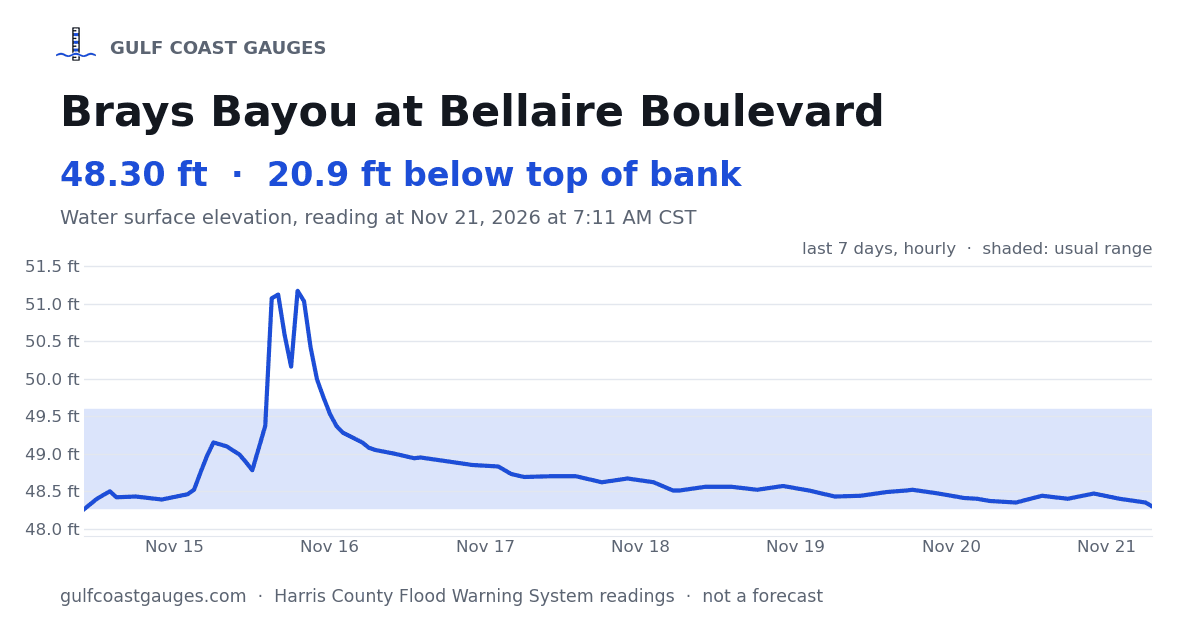 GULF COAST GAUGES
Brays Bayou at Bellaire Boulevard
48.30 ft · 20.9 ft below top of bank
Water surface elevation, reading at Nov 21, 2026 at 7:11 AM CST
last 7 days, hourly · shaded: usual range
51.5 ft
51.0 ft
50.5 ft
50.0 ft
49.5 ft
49.0 ft
48.5 ft
48.0 ft
Nov 15 Nov 16 Nov 17 Nov 18 Nov 19 Nov 20 Nov 21
gulfcoastgauges.com · Harris County Flood Warning System readings · not a forecast